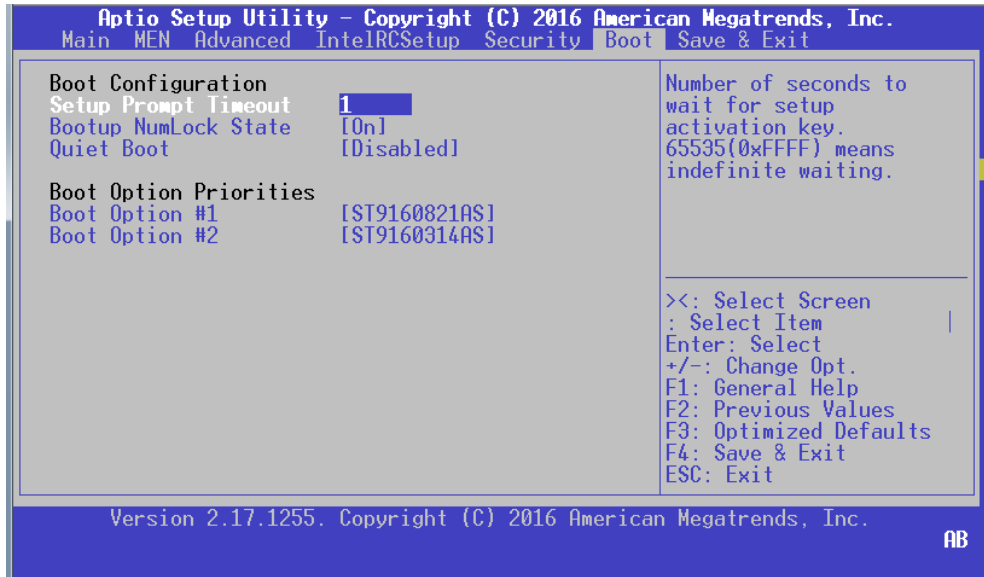 Aptio Setup Utility – Copyright (C) 2016 American Megatrends, Inc.
Main MEN Advanced IntelRCSetup Security Boot Save & Exit
Boot Configuration
Setup Prompt Timeout 1
Bootup NumLock State [On]
Quiet Boot [Disabled]
Boot Option Priorities
Boot Option #1 [ST9160821AS]
Boot Option #2 [ST9160314AS]
Number of seconds to
wait for setup
activation key.
65535(0xFFFF) means
indefinite waiting.
><: Select Screen
: Select Item
Enter: Select
+/-: Change Opt.
F1: General Help
F2: Previous Values
F3: Optimized Defaults
F4: Save & Exit
ESC: Exit
Version 2.17.1255. Copyright (C) 2016 American Megatrends, Inc.
AB